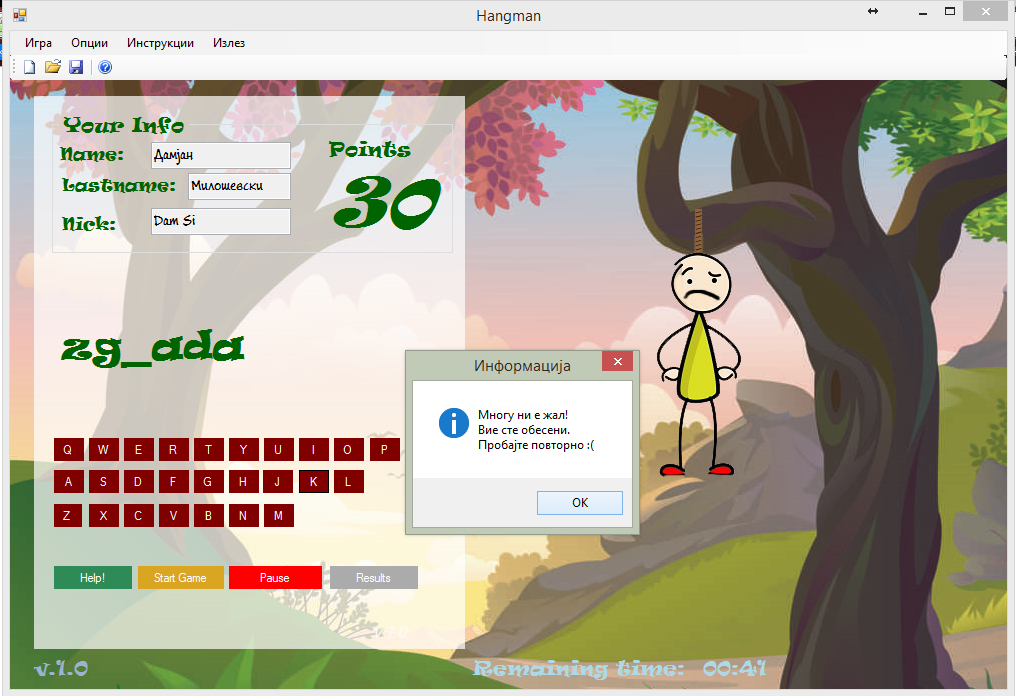 Hangman
Игра Опции Инструкции Излез
Your Info
Name: Дамјан
Points
Lastname: Милошевски
30
Nick: Dam Si
zg_ada
Информација
Многу ни е жал!
Вие сте обесени.
Пробајте повторно :(
OK
Q W E R T Y U I O P
A S D F G H J K L
Z X C V B N M
Help! Start Game Pause Results
v.1.0 Remaining time: 00:41